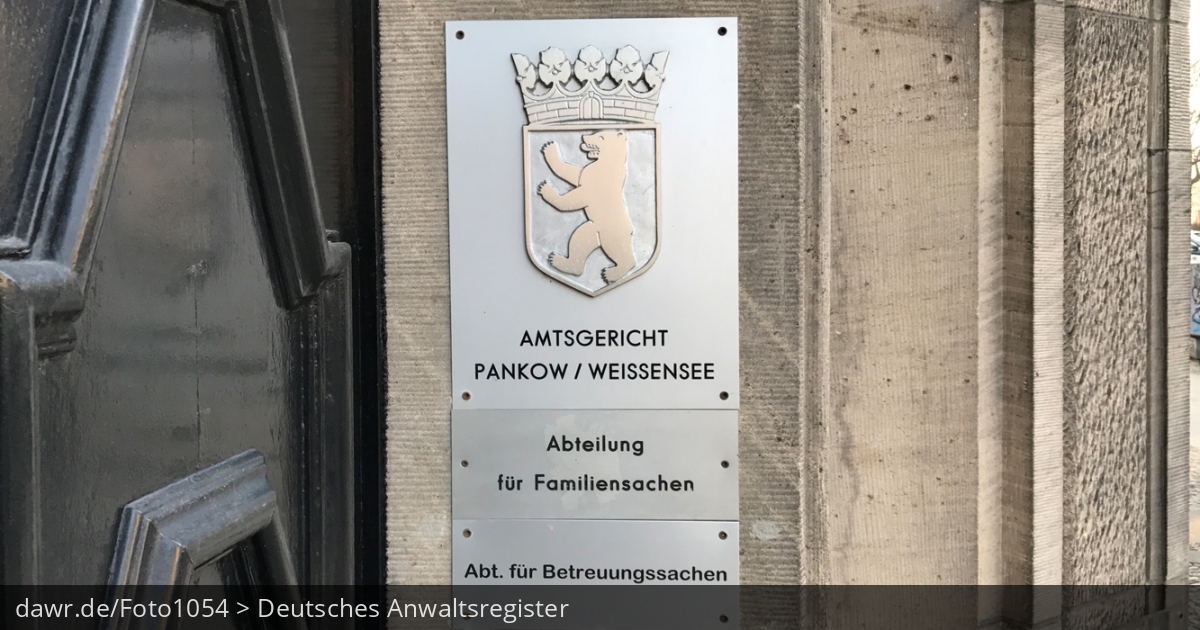 AMTSGERICHT
PANKOW / WEISSENSEE
Abteilung
für Familiensachen
Abt. für Betreuungssachen
dawr.de/Foto1054 > Deutsches Anwaltsregister